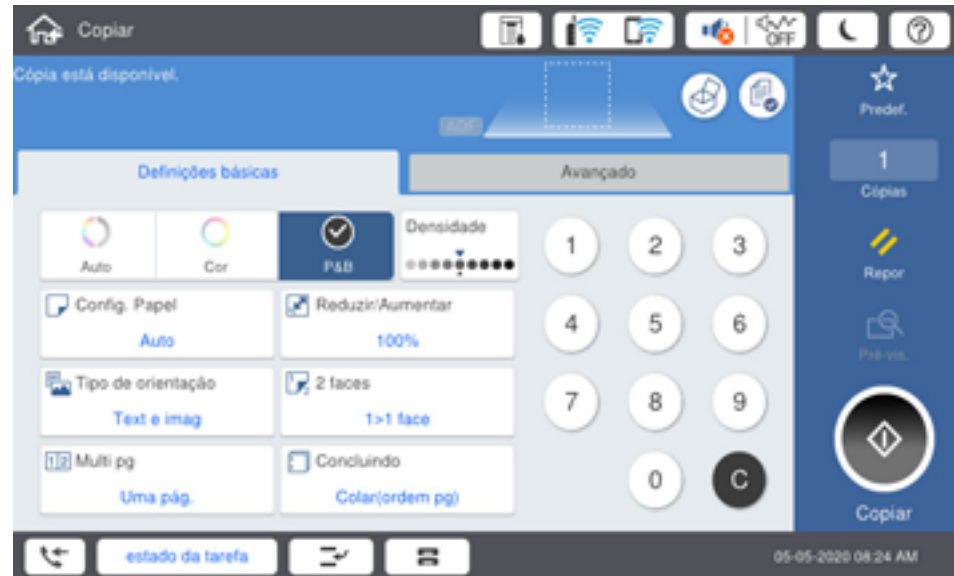 Copiar
OFF
Cópia está disponível.
ADF
Predef.
1
Cópias
Definições básicas
Avançado
Auto
Cor
P&B
Densidade
1
2
3
Repor
Config. Papel
Auto
Reduzir/Aumentar
100%
4
5
6
Pré-vis.
Tipo de orientação
Text e imag
2 faces
1>1 face
7
8
9
1 2 Multi pg
Uma pág.
Concluindo
Colar(ordem pg)
0
C
Copiar
estado da tarefa
05-05-2020 08:24 AM